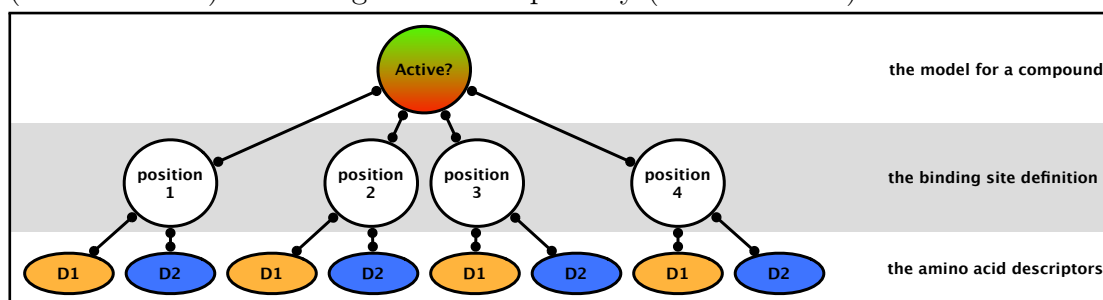 Active?
the model for a compound
position
1
position
2
position
3
position
4
the binding site definition
D1
D2
D1
D2
D1
D2
D1
D2
the amino acid descriptors